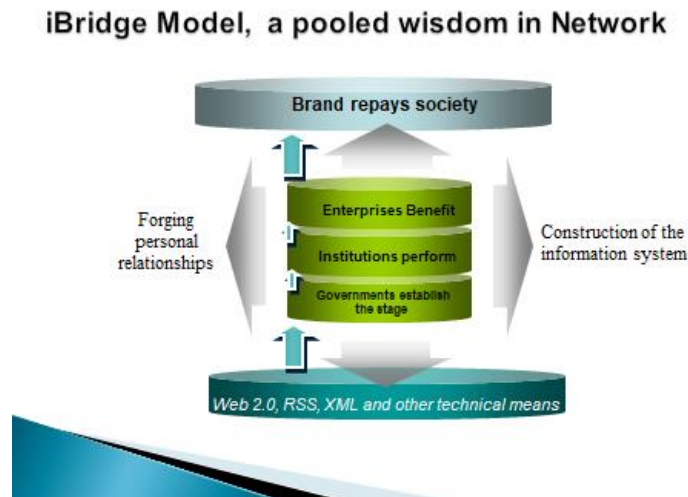 iBridge Model, a pooled wisdom in Network
Brand repays society
Enterprises Benefit
Forging
personal
relationships
Institutions perform
Construction of the
information system
Governments establish
the stage
Web 2.0, RSS, XML and other technical means